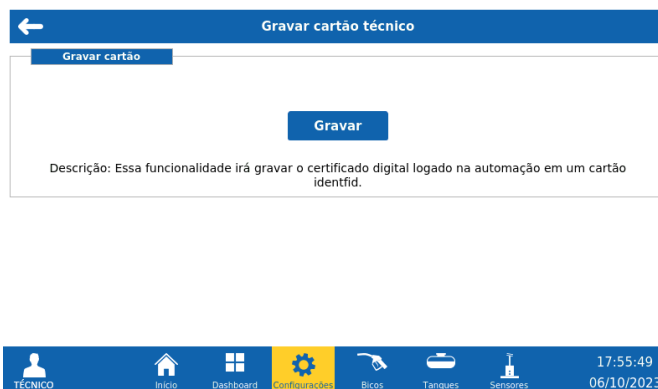 Gravar cartão técnico
Gravar cartão
Gravar
Descrição: Essa funcionalidade irá gravar o certificado digital logado na automação em um cartão
identfid.
TÉCNICO
Início
Dashboard
Configurações
Bicos
Tanques
Sensores
17:55:49
06/10/2023